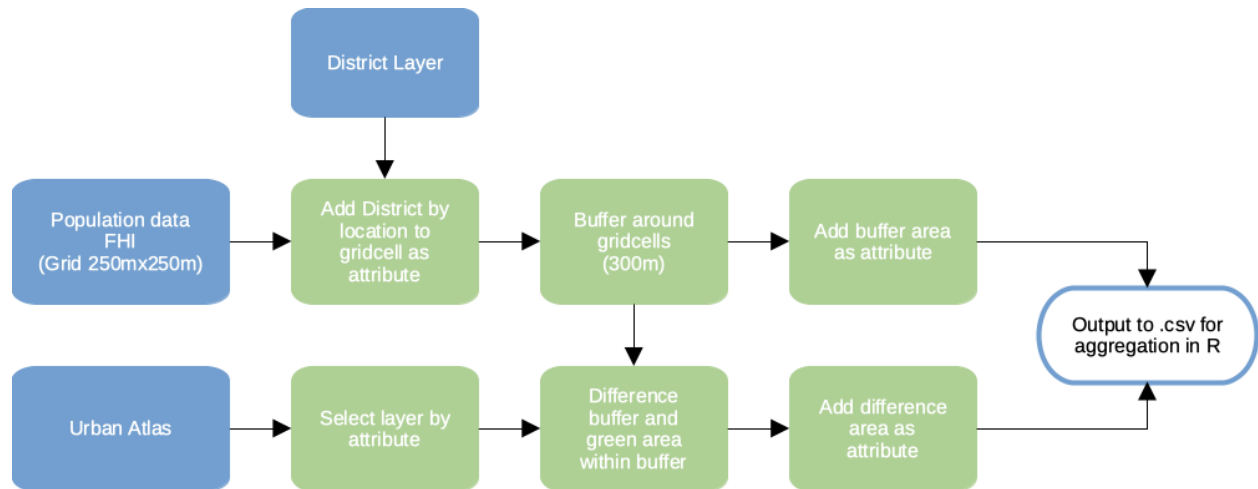 District Layer
Population data
FHI
(Grid 250mx250m)
Add District by
location to
gridcell as
attribute
Buffer around
gridcells
(300m)
Add buffer area
as attribute
Output to .csv for
aggregation in R
Urban Atlas
Select layer by
attribute
Difference
buffer and
green area
within buffer
Add difference
area as
attribute